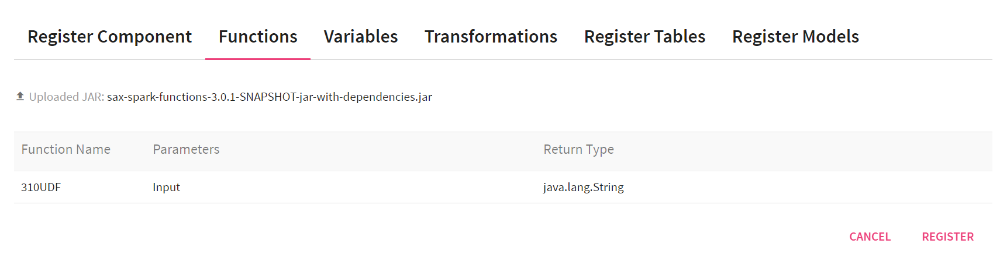 Register Component Functions Variables Transformations Register Tables Register Models
Uploaded JAR: sax-spark-functions-3.0.1-SNAPSHOT-jar-with-dependencies.jar
Function Name Parameters Return Type
310UDF Input java.lang.String
CANCEL REGISTER